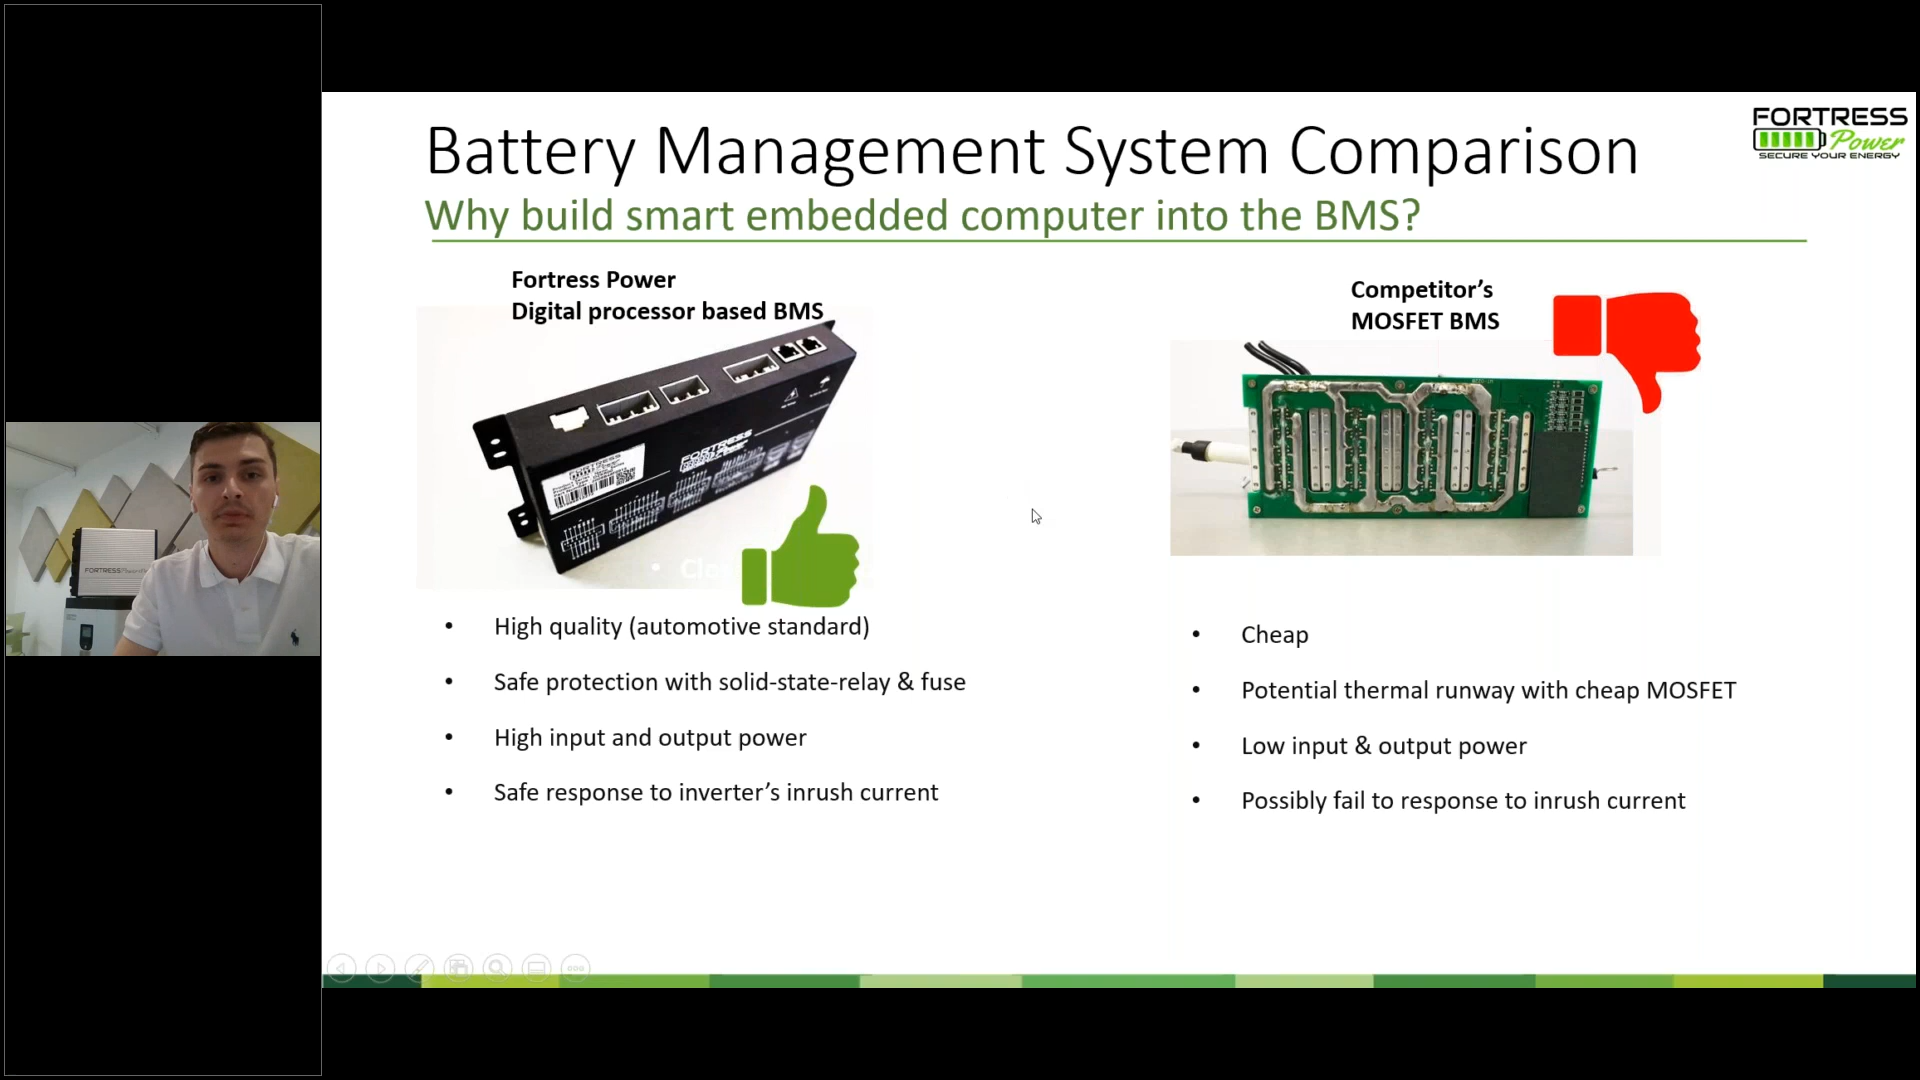 Battery Management System Comparison
FORTRESS
Power
SECURE YOUR ENERGY
Why build smart embedded computer into the BMS?
Fortress Power
Digital processor based BMS
FORTRESS
• Clo
• High quality (automotive standard)
• Safe protection with solid-state-relay & fuse
• High input and output power
• Safe response to inverter’s inrush current
Competitor’s
MOSFET BMS
• Cheap
• Potential thermal runway with cheap MOSFET
• Low input & output power
• Possibly fail to response to inrush current
FORTRESS